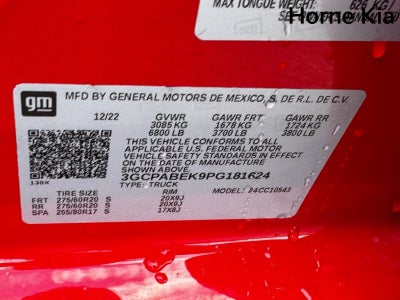 MAX TONGUE WEIGHT:
Horne Kia
gm
MFD BY GENERAL MOTORS DE MEXICO, S. DE R.L. DE C.V.
12/22 GVWR GAWR FRT GAWR RR
3085 KG 1678 KG 1724 KG
6800 LB 3700 LB 3800 LB
THIS VEHICLE CONFORMS TO ALL
APPLICABLE U.S. FEDERAL MOTOR
VEHICLE SAFETY STANDARDS IN EFFECT
ON THE DATE OF MANUFACTURE
SHOWN ABOVE.
3GCPABEK9PG181624
130X
TYPE: TRUCK MODEL: 84CC10543
TIRE SIZE RIM
FRT 275/60R20 S 20X9J
RR 275/60R20 S 20X9J
SPA 255/80R17 S 17X8J